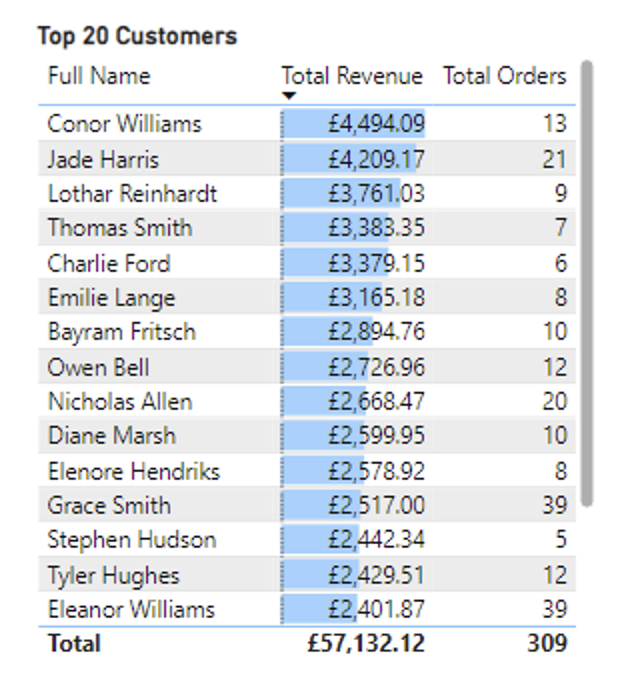 Top 20 Customers
Full Name Total Revenue Total Orders
Conor Williams £4,494.09 13
Jade Harris £4,209.17 21
Lothar Reinhardt £3,761.03 9
Thomas Smith £3,383.35 7
Charlie Ford £3,379.15 6
Emilie Lange £3,165.18 8
Bayram Fritsch £2,894.76 10
Owen Bell £2,726.96 12
Nicholas Allen £2,668.47 20
Diane Marsh £2,599.95 10
Elenore Hendriks £2,578.92 8
Grace Smith £2,517.00 39
Stephen Hudson £2,442.34 5
Tyler Hughes £2,429.51 12
Eleanor Williams £2,401.87 39
Total £57,132.12 309